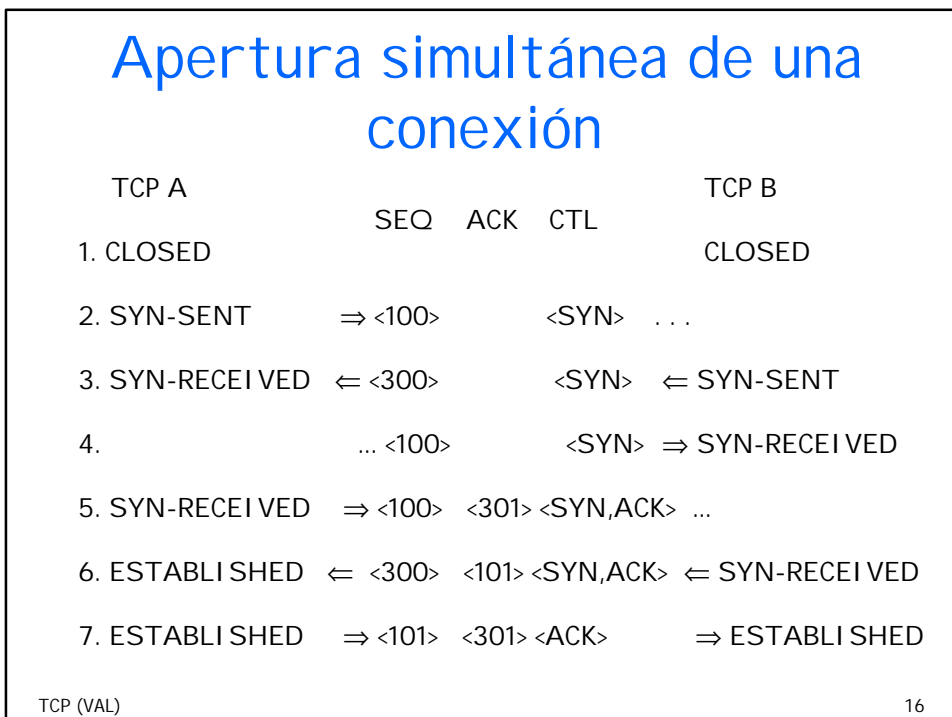 Apertura simultánea de una
conexión
TCP A TCP B
SEQ ACK CTL
1. CLOSED CLOSED
2. SYN-SENT ⇒ <100> <SYN> . . .
3. SYN-RECEIVED ⇐ <300> <SYN> ⇐ SYN-SENT
4. ... <100> <SYN> ⇒ SYN-RECEIVED
5. SYN-RECEIVED ⇒ <100> <301> <SYN,ACK> ...
6. ESTABLISHED ⇐ <300> <101> <SYN,ACK> ⇐ SYN-RECEIVED
7. ESTABLISHED ⇒ <101> <301> <ACK> ⇒ ESTABLISHED
TCP (VAL) 16